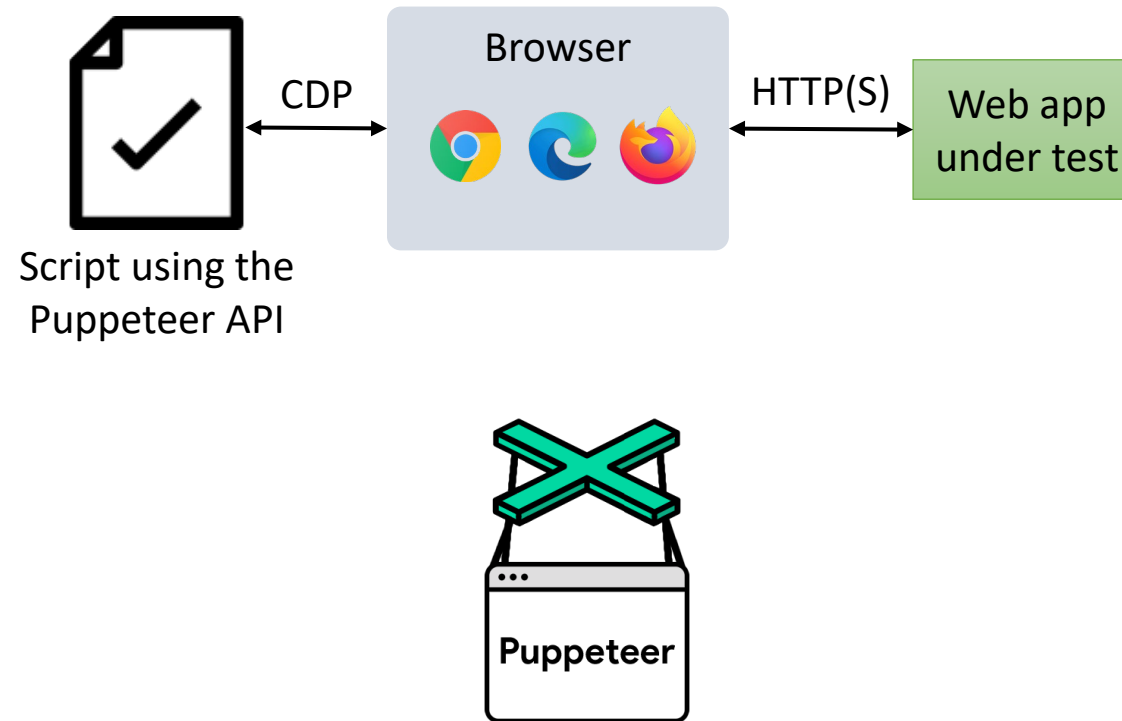 Browser
CDP
HTTP(S)
Web app
under test
Script using the
Puppeteer API
Puppeteer